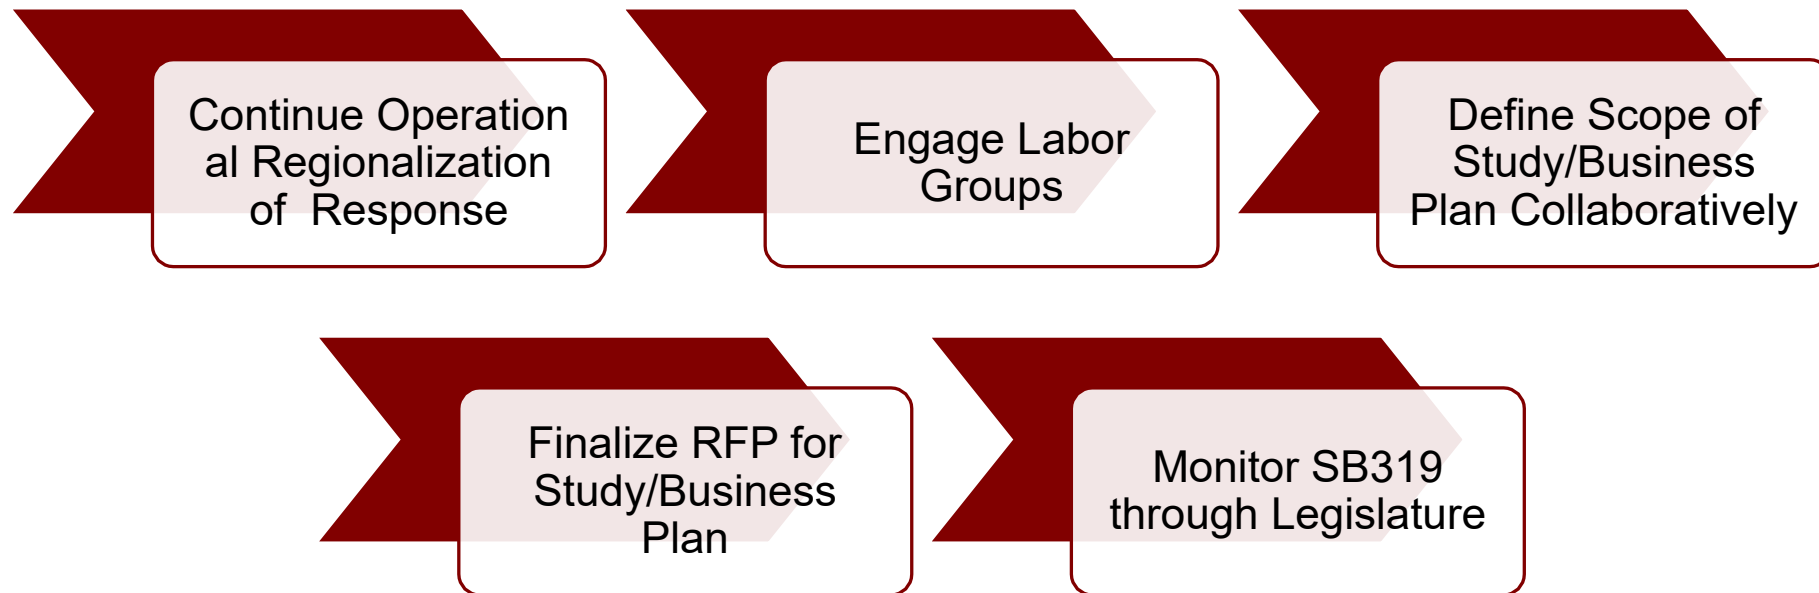 Continue Operation
al Regionalization
of  Response
Engage Labor
Groups
Define Scope of
Study/Business
Plan Collaboratively
Finalize RFP for
Study/Business
Plan
Monitor SB319
through Legislature